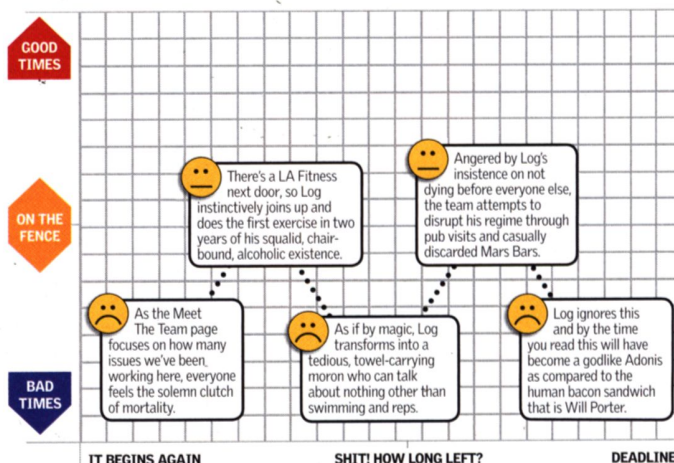 GOOD
TIMES
There's a LA Fitness
next door, so Log
instinctively joins up and
does the first exercise in two
years of his squalid, chair-
bound, alcoholic existence.
Angered by Log's
insistence on not
dying before everyone else,
the team attempts to
disrupt his regime through
pub visits and casually
discarded Mars Bars.
ON THE
FENCE
As the Meet
The Team page
focuses on how many
issues we've been
working here, everyone
feels the solemn clutch
of mortality.
As if by magic, Log
transforms into a
tedious, towel-carrying
moron who can talk
about nothing other than
swimming and reps.
Log ignores this
and by the time
you read this will have
become a godlike Adonis
as compared to the
human bacon sandwich
that is Will Porter.
BAD
TIMES
IT BEGINS AGAIN
SHIT! HOW LONG LEFT?
DEADLINE